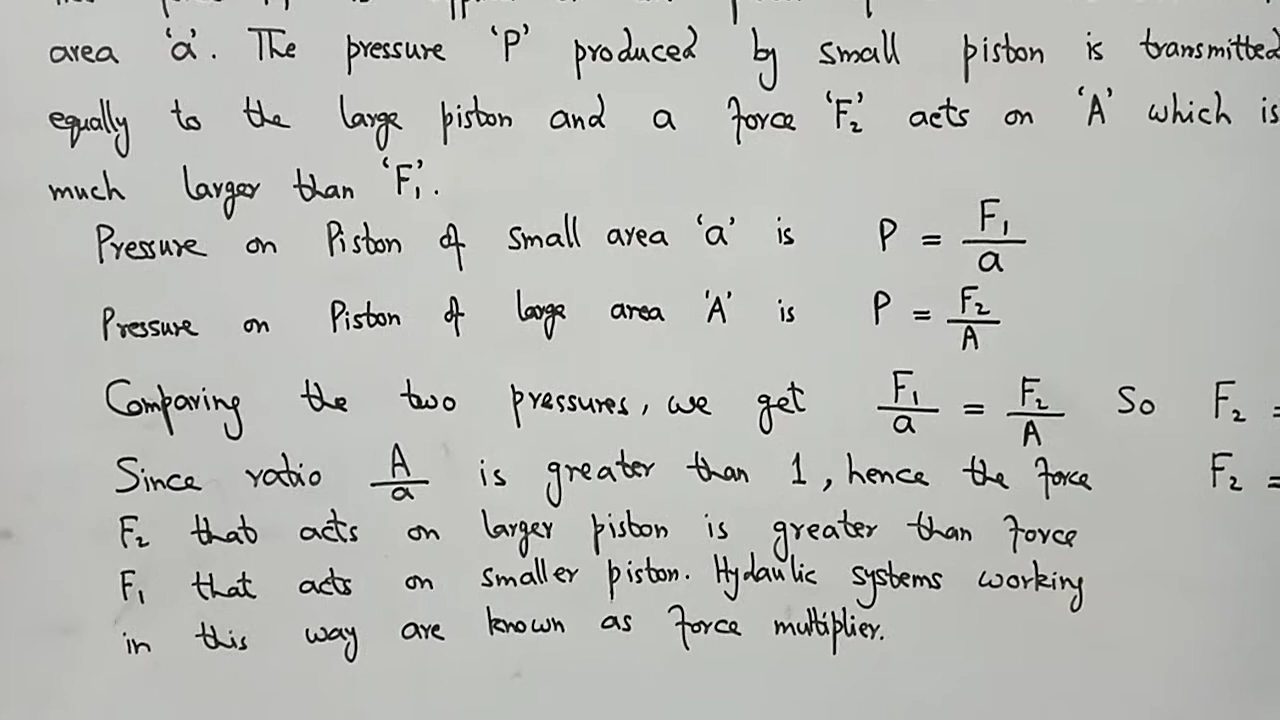 area 'a'. The pressure 'P' produced by small piston is transmitted
equally to the large piston and a force 'F₂' acts on 'A' which is
much larger than 'F₁'.
Pressure on Piston of small area 'a' is P = F₁/a
Pressure on Piston of large area 'A' is P = F₂/A
Comparing the two pressures, we get F₁/a = F₂/A So F₂ =
Since ratio A/a is greater than 1, hence the force F₂ =
F₂ that acts on larger piston is greater than force
F₁ that acts on smaller piston. Hydaulic systems working
in this way are known as force multiplier.